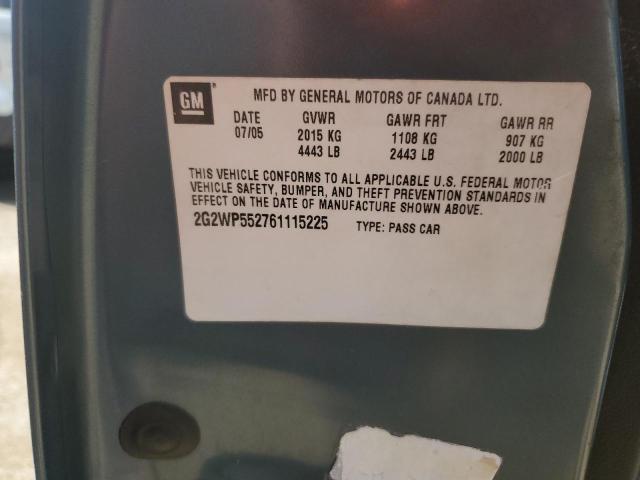 GM
MFD BY GENERAL MOTORS OF CANADA LTD.
DATE GVWR GAWR FRT GAWR RR
07/05 2015 KG 1108 KG 907 KG
4443 LB 2443 LB 2000 LB
THIS VEHICLE CONFORMS TO ALL APPLICABLE U.S. FEDERAL MOTOR
VEHICLE SAFETY, BUMPER, AND THEFT PREVENTION STANDARDS IN
EFFECT ON THE DATE OF MANUFACTURE SHOWN ABOVE.
2G2WP552761115225 TYPE: PASS CAR